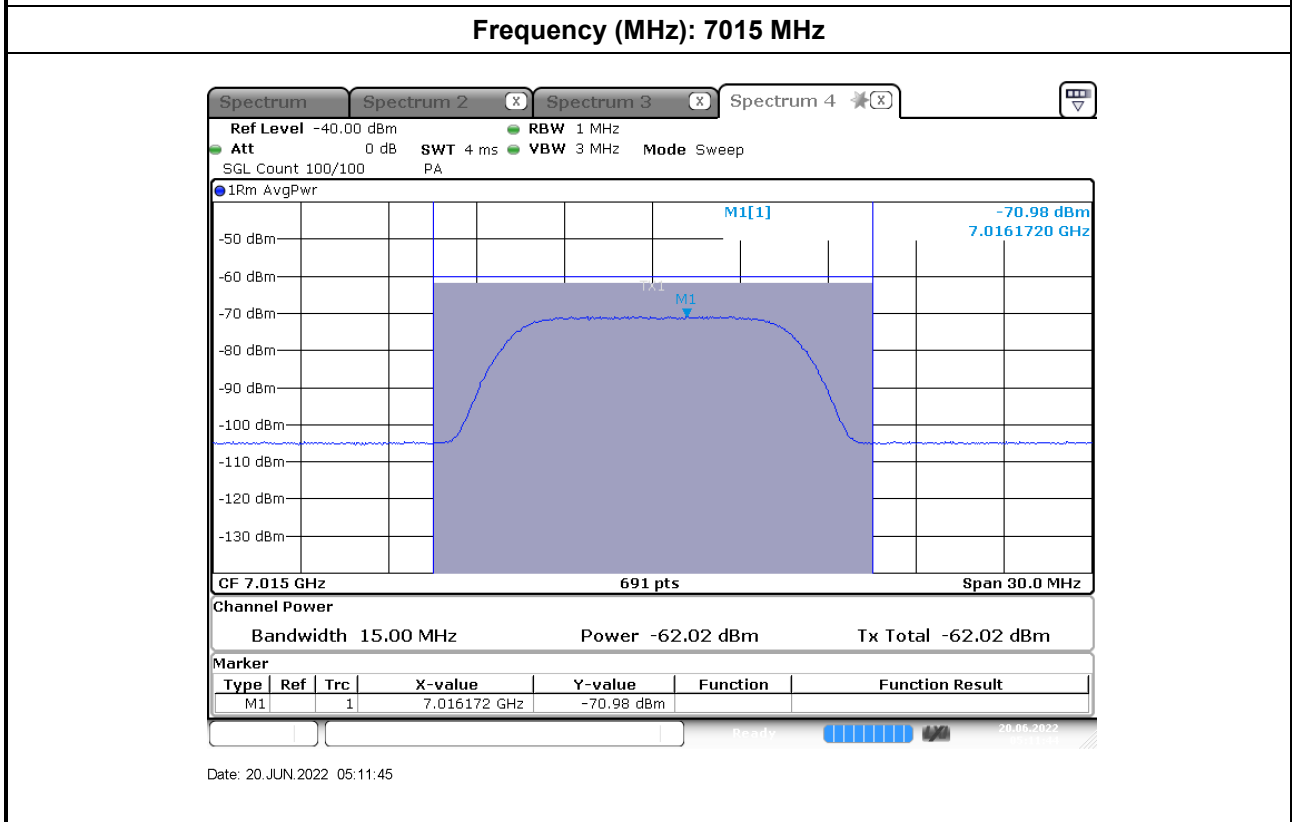 Frequency (MHz): 7015 MHz
Spectrum Spectrum 2 X Spectrum 3 X Spectrum 4 X
Ref Level -40.00 dBm RBW 1 MHz
Att 0 dB SWT 4 ms VBW 3 MHz Mode Sweep
SGL Count 100/100 PA
1Rm AvgPwr
M1[1] -70.98 dBm
7.0161720 GHz
-50 dBm
-60 dBm
TX1
M1
-70 dBm
-80 dBm
-90 dBm
-100 dBm
-110 dBm
-120 dBm
-130 dBm
CF 7.015 GHz 691 pts Span 30.0 MHz
Channel Power
Bandwidth 15.00 MHz Power -62.02 dBm Tx Total -62.02 dBm
Marker
Type Ref Trc X-value Y-value Function Function Result
M1 1 7.016172 GHz -70.98 dBm
Ready 20.06.2022
Date: 20.JUN.2022 05:11:45